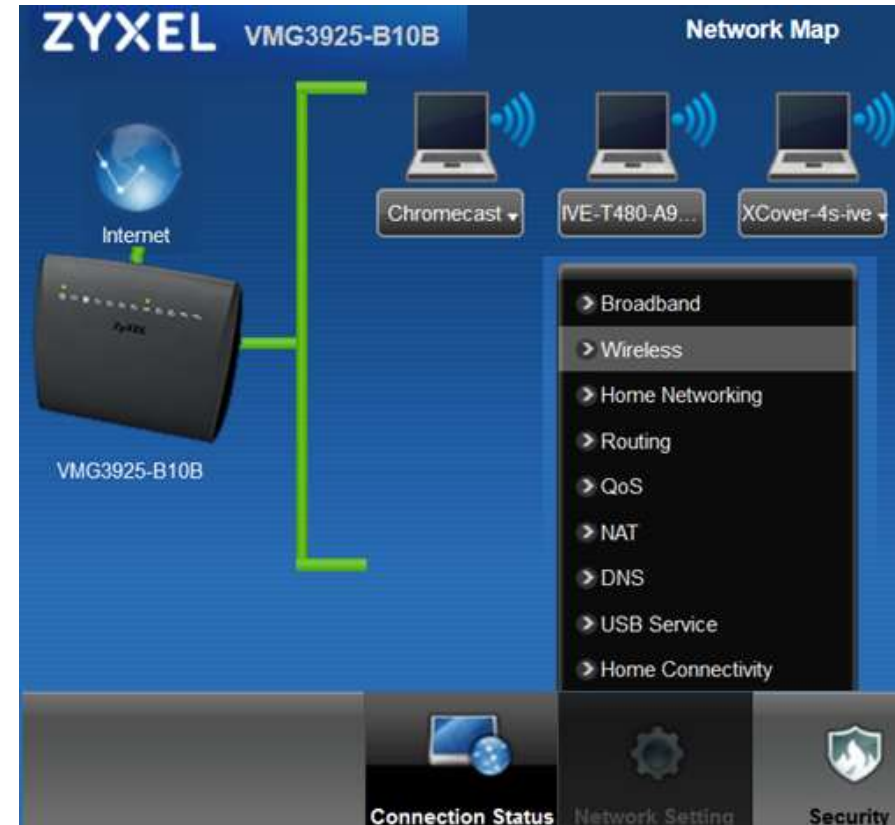 ZYXEL VMG3925-B10B
Network Map
Internet
ZyXEL
VMG3925-B10B
Chromecast
IVE-T480-A9...
XCover-4s-ive
Broadband
Wireless
Home Networking
Routing
QoS
NAT
DNS
USB Service
Home Connectivity
Connection Status
Network Setting
Security